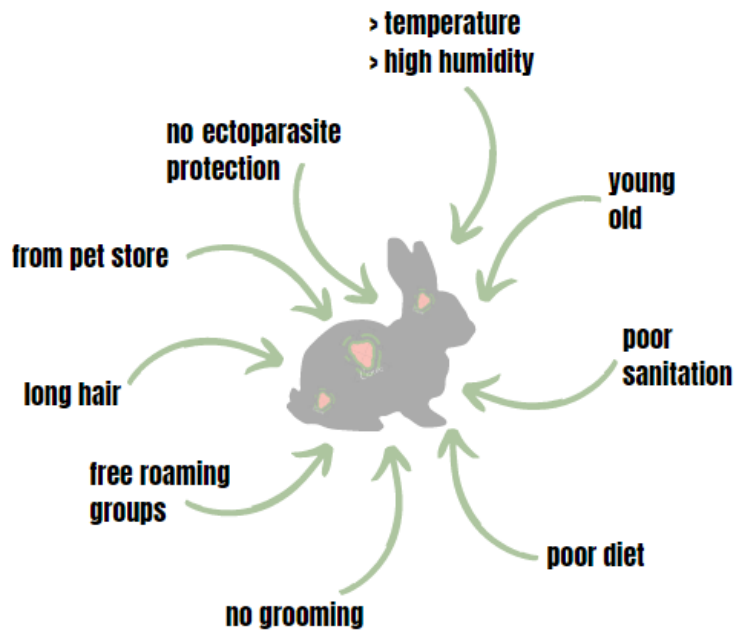 > temperature
> high humidity
no ectoparasite
protection
young
old
from pet store
poor
sanitation
long hair
free roaming
groups
poor diet
no grooming